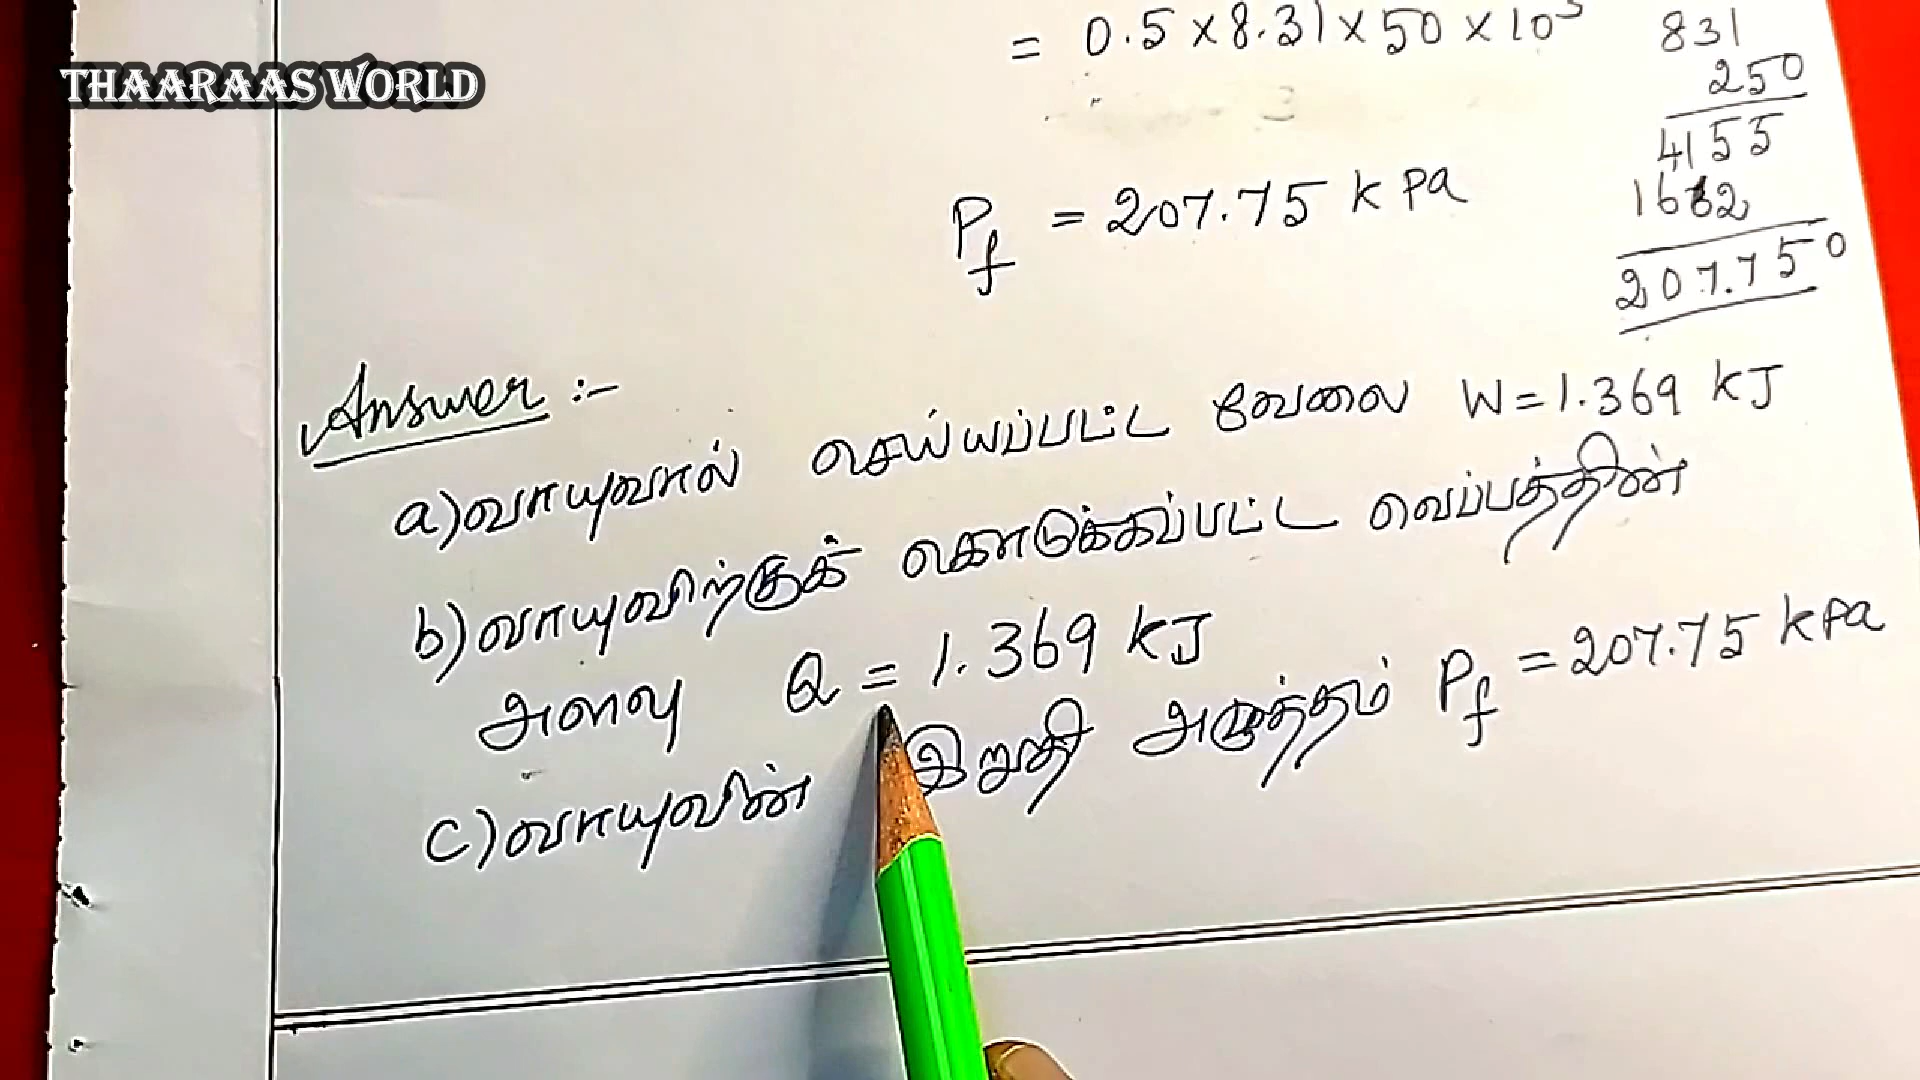 THAARAAS WORLD
= 0.5 × 8.31 × 50 × 10³
831
250
4155
1662
207.750
Pf = 207.75 kPa
Answer :-
a) வாயுவால் செய்யப்பட்ட வேலை W = 1.369 kJ
b) வாயுவிற்குக் கொடுக்கப்பட்ட வெப்பத்தின்
அளவு Q = 1.369 kJ
c) வாயுவின் இறுதி அழுத்தம் Pf = 207.75 kPa